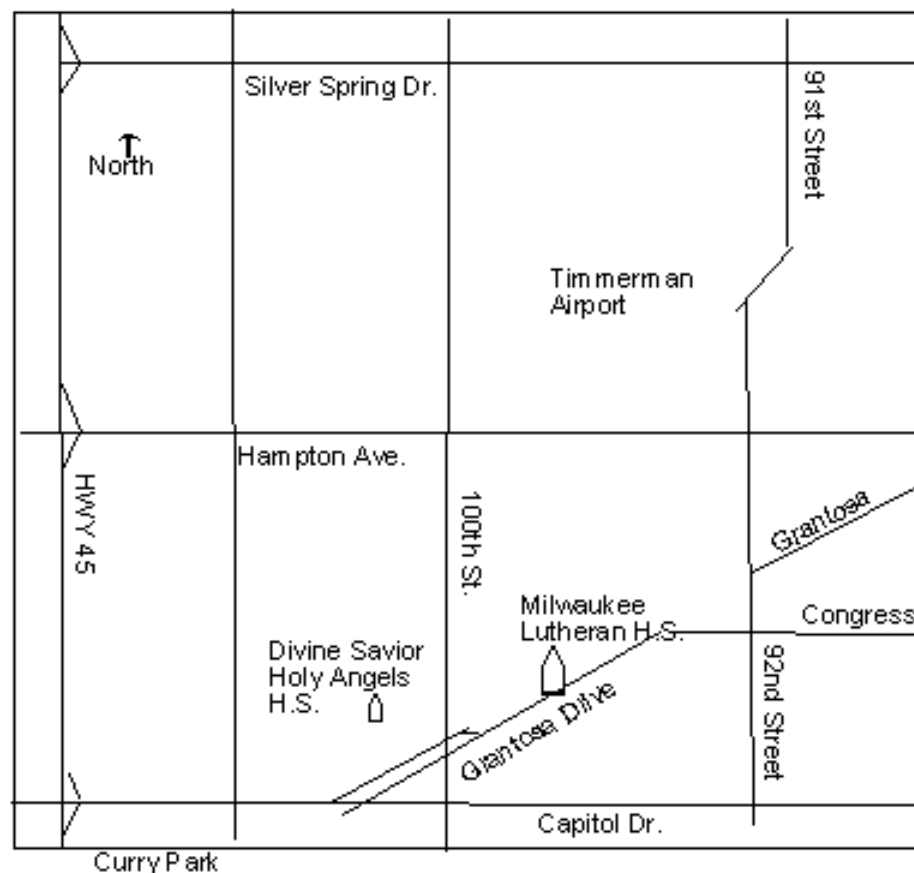 Silver Spring Dr.
91st Street
North
Timmerman
Airport
Hampton Ave.
HWY 45
100th St.
Grantosa
Milwaukee
Lutheran H.S.
Congress
Divine Savior
Holy Angels
H.S.
92nd Street
Grantosa Drive
Capitol Dr.
Curry Park